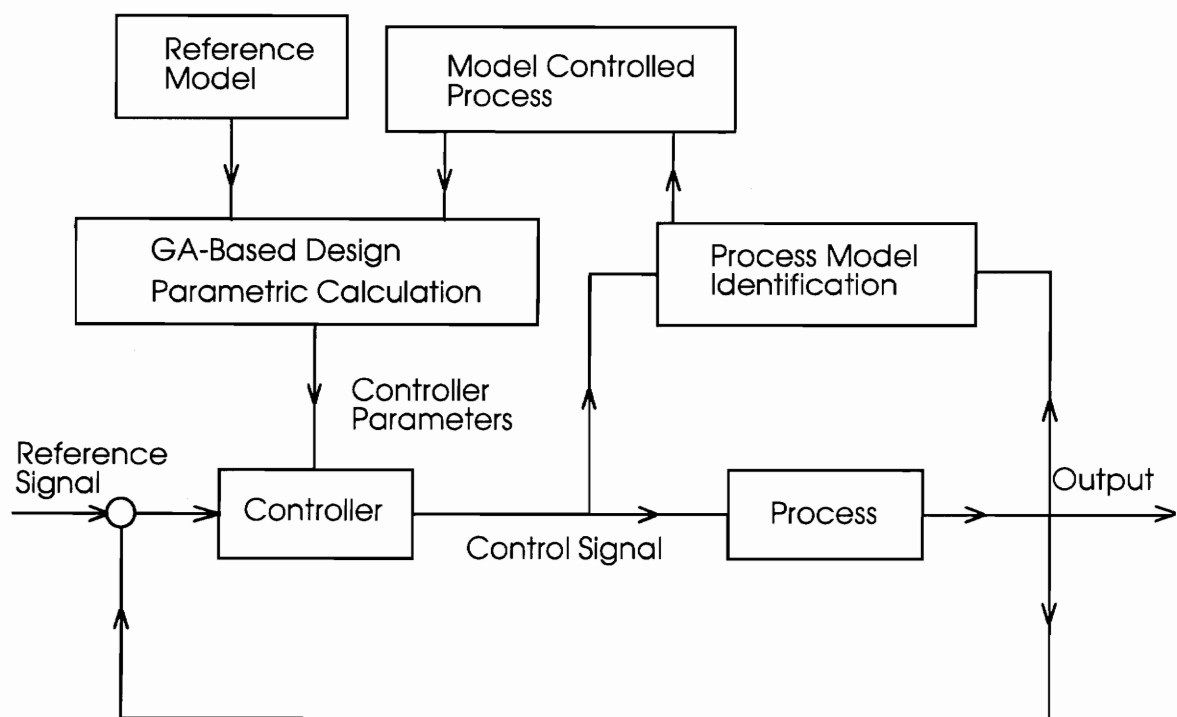 Reference
Model
Model Controlled
Process
GA-Based Design
Parametric Calculation
Process Model
Identification
Controller
Parameters
Reference
Signal
Controller
Control Signal
Process
Output